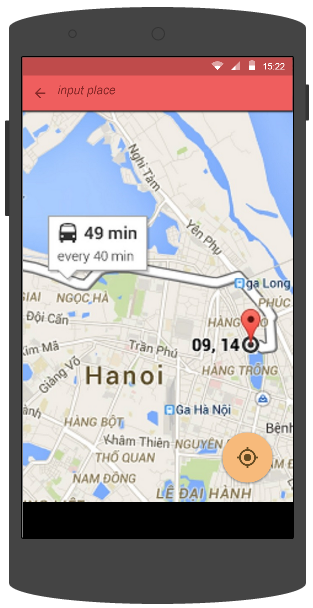 15:22
input place
Nghi Tàm
Yên Phụ
49 min
every 40 min
ga Long
GIAI
NGỌC HÀ
PHÚC
Đội Cấn
HÀNG
09, 14
Kim Mã
Trần Phú
Giảng Võ
HÀNG TRỐNG
Hanoi
Ga Hà Nội
HÀNG BỘT
Bệnh
Khâm Thiên
NGUYỄN
THỔ QUAN
NAM ĐỒNG
LÊ ĐẠI HÀNH